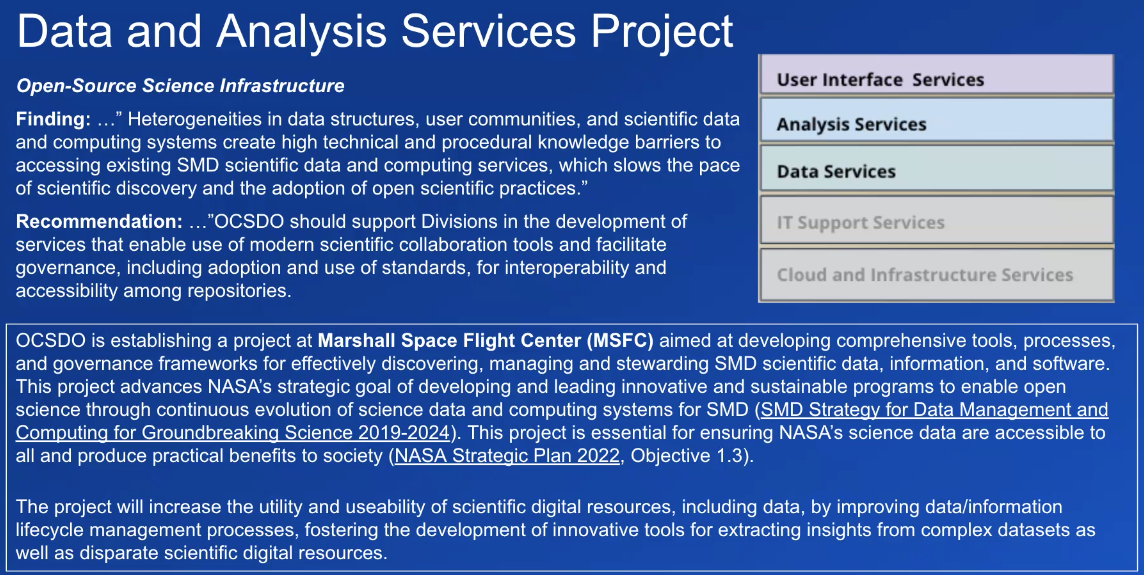 Data and Analysis Services Project
Open-Source Science Infrastructure
Finding: …” Heterogeneities in data structures, user communities, and scientific data
and computing systems create high technical and procedural knowledge barriers to
accessing existing SMD scientific data and computing services, which slows the pace
of scientific discovery and the adoption of open scientific practices.”
Recommendation: …”OCSDO should support Divisions in the development of
services that enable use of modern scientific collaboration tools and facilitate
governance, including adoption and use of standards, for interoperability and
accessibility among repositories.
User Interface  Services
Analysis Services
Data Services
IT Support Services
Cloud and Infrastructure Services
OCSDO is establishing a project at Marshall Space Flight Center (MSFC) aimed at developing comprehensive tools, processes,
and governance frameworks for effectively discovering, managing and stewarding SMD scientific data, information, and software.
This project advances NASA’s strategic goal of developing and leading innovative and sustainable programs to enable open
science through continuous evolution of science data and computing systems for SMD (SMD Strategy for Data Management and
Computing for Groundbreaking Science 2019-2024). This project is essential for ensuring NASA’s science data are accessible to
all and produce practical benefits to society (NASA Strategic Plan 2022, Objective 1.3).
The project will increase the utility and useability of scientific digital resources, including data, by improving data/information
lifecycle management processes, fostering the development of innovative tools for extracting insights from complex datasets as
well as disparate scientific digital resources.